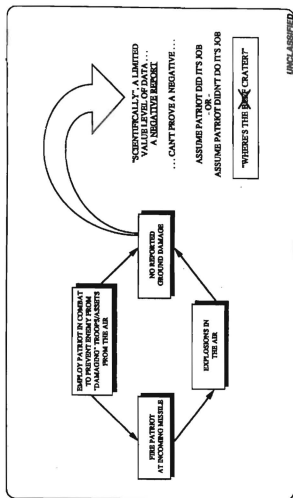 EMPLOY PATRIOT IN COMBAT
TO PREVENT ENEMY FROM
"DAMAGING" TROOPS/ASSETS
FROM THE AIR
FIRE PATRIOT
AT INCOMING MISSILE
NO REPORTED
GROUND DAMAGE
EXPLOSIONS IN
THE AIR
"SCIENTIFICALLY", A LIMITED
VALUE LEVEL OF DATA . . .
A NEGATIVE REPORT
. . . CAN'T PROVE A NEGATIVE . . .
ASSUME PATRIOT DID IT'S JOB
- OR -
ASSUME PATRIOT DIDN'T DO IT'S JOB
"WHERE'S THE CRATER?"
UNCLASSIFIED